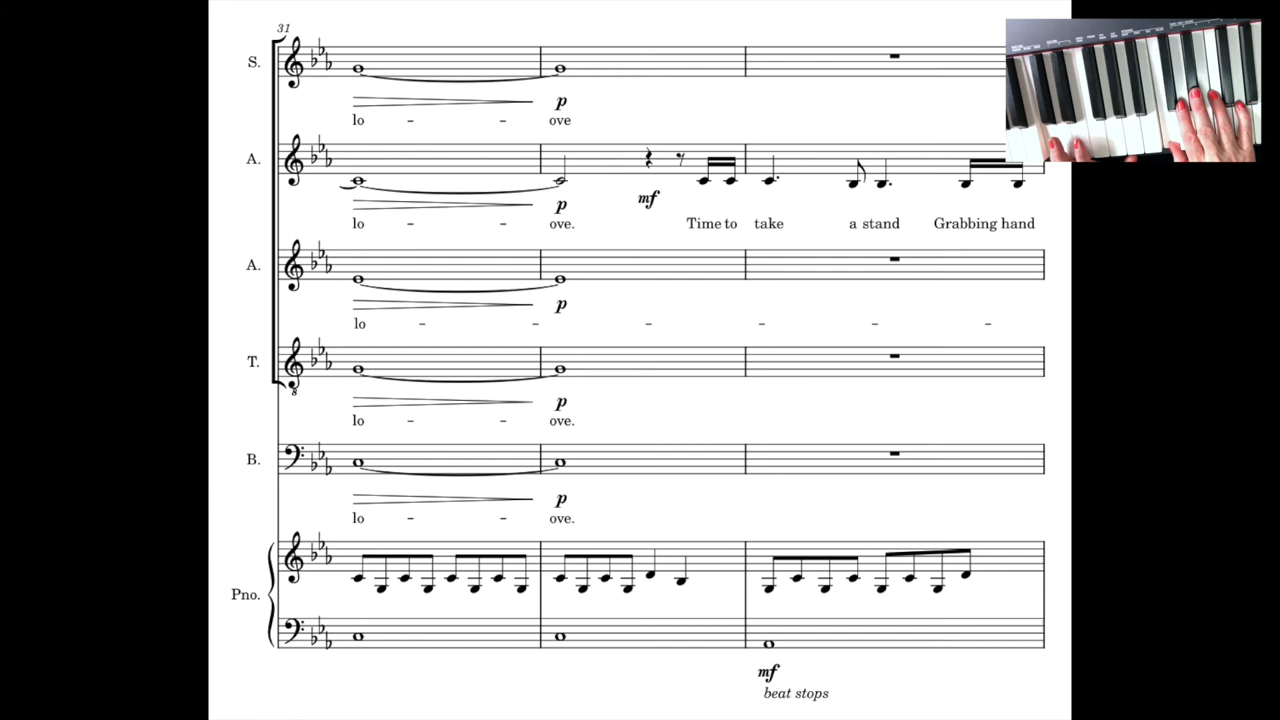 31
S.
p
lo - - ove
A.
p mf
lo - - ove. Time to take a stand Grabbing hand
A.
p
lo - - - - - -
T.
8
p
lo - - ove.
B.
p
lo - - ove.
Pno.
mf
beat stops